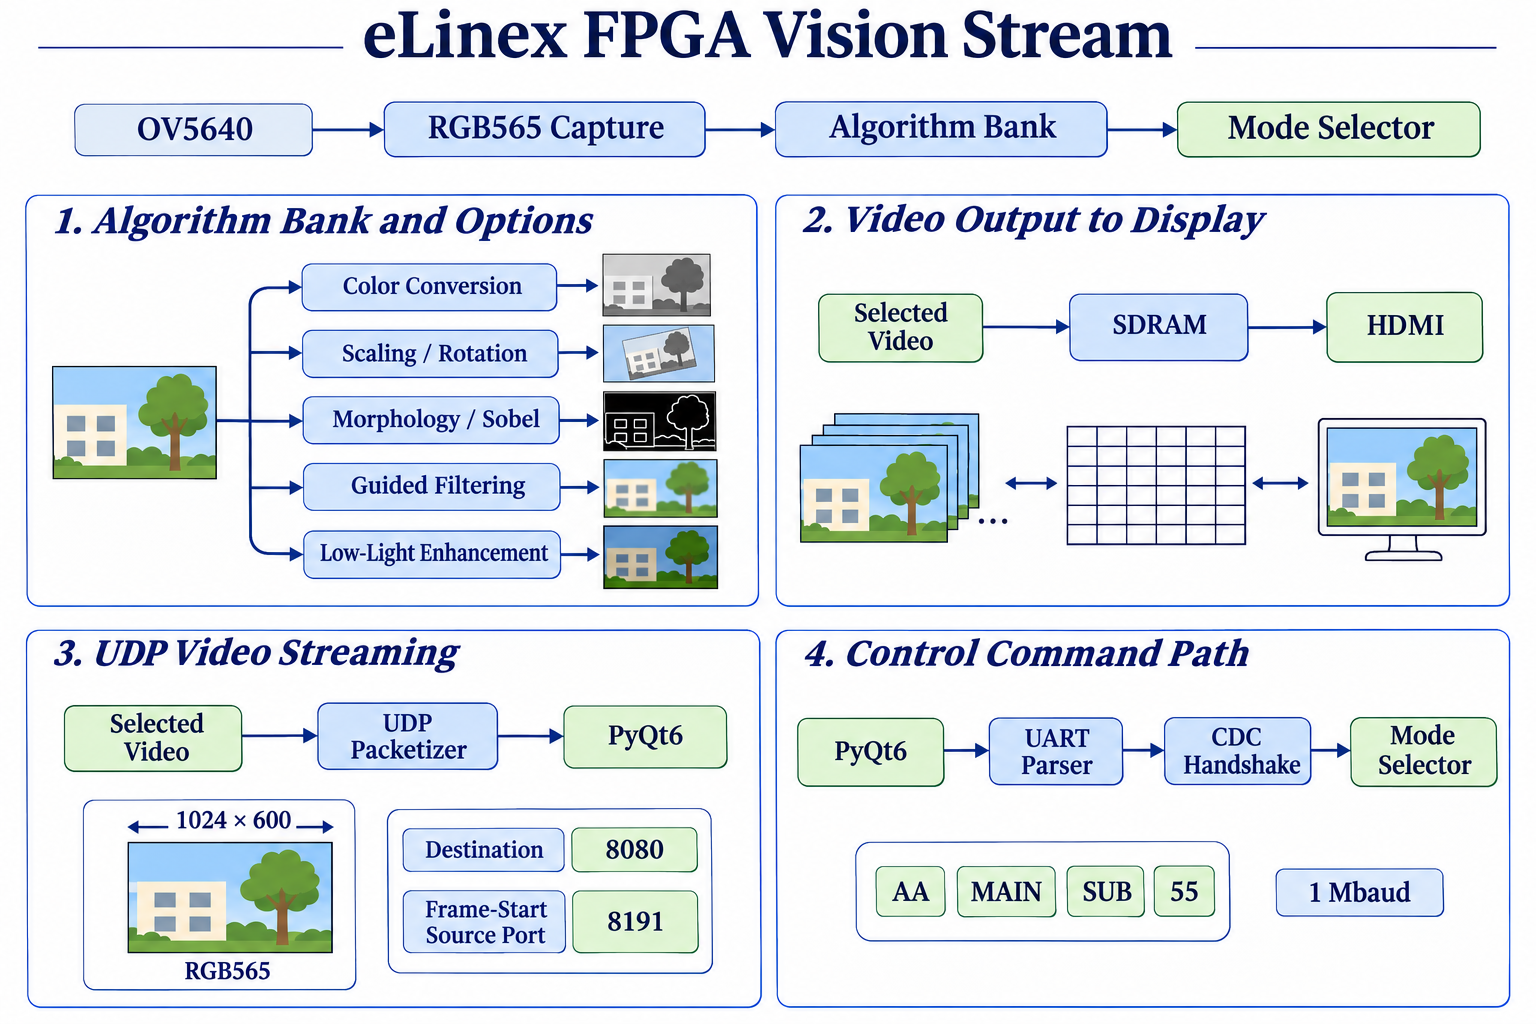 eLinex FPGA Vision Stream
OV5640
RGB565 Capture
Algorithm Bank
Mode Selector
1. Algorithm Bank and Options
Color Conversion
Scaling / Rotation
Morphology / Sobel
Guided Filtering
Low-Light Enhancement
2. Video Output to Display
Selected
Video
SDRAM
HDMI
...
3. UDP Video Streaming
Selected
Video
UDP
Packetizer
PyQt6
1024 × 600
RGB565
Destination
8080
Frame-Start
Source Port
8191
4. Control Command Path
PyQt6
UART
Parser
CDC
Handshake
Mode
Selector
AA
MAIN
SUB
55
1 Mbaud